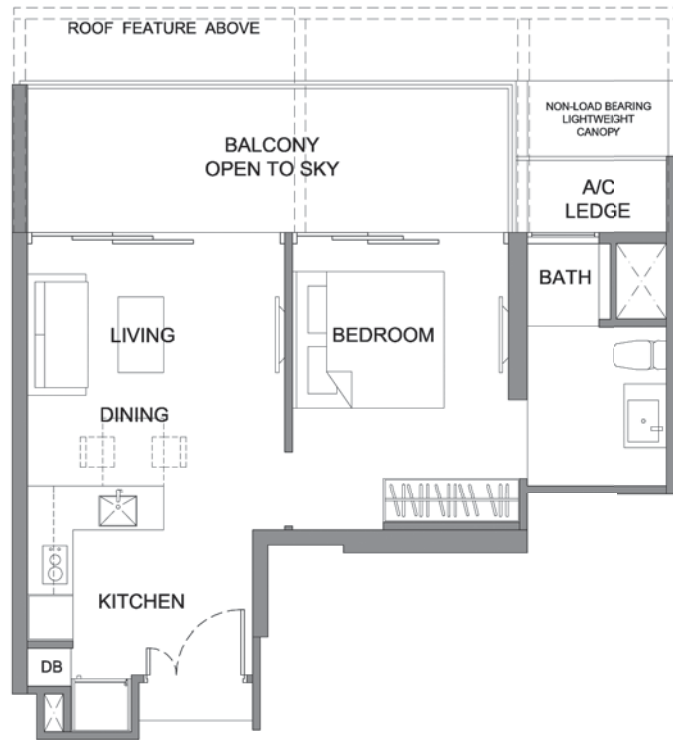 ROOF FEATURE ABOVE
NON-LOAD BEARING
LIGHTWEIGHT
CANOPY
BALCONY
OPEN TO SKY
A/C
LEDGE
BATH
LIVING
BEDROOM
DINING
KITCHEN
DB